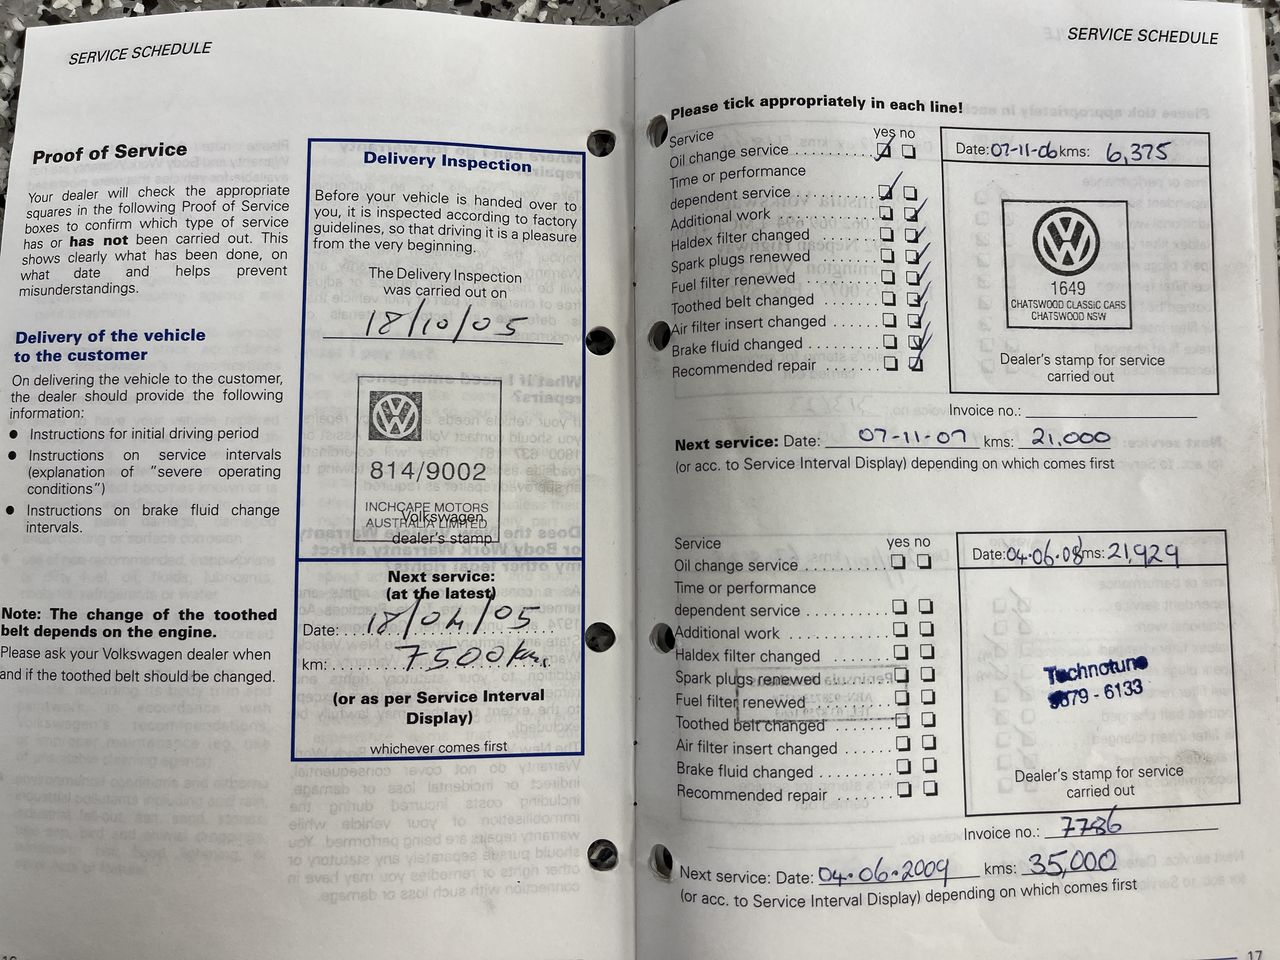 SERVICE SCHEDULE
Proof of Service
Your dealer will check the appropriate
squares in the following Proof of Service
boxes to confirm which type of service
has or has not been carried out. This
shows clearly what has been done, on
what date and helps prevent
misunderstandings.
Delivery of the vehicle
to the customer
On delivering the vehicle to the customer,
the dealer should provide the following
information:
● Instructions for initial driving period
● Instructions on service intervals
(explanation of "severe operating
conditions")
● Instructions on brake fluid change
intervals.
Note: The change of the toothed
belt depends on the engine.
Please ask your Volkswagen dealer when
and if the toothed belt should be changed.
Delivery Inspection
Before your vehicle is handed over to
you, it is inspected according to factory
guidelines, so that driving it is a pleasure
from the very beginning.
The Delivery Inspection
was carried out on
18/10/05
814/9002
INCHCAPE MOTORS
AUSTRALIA LIMITED
Volkswagen
dealer's stamp
Next service:
(at the latest)
Date: 18/04/05
km: 7500km.
(or as per Service Interval
Display)
whichever comes first
SERVICE SCHEDULE
Please tick appropriately in each line!
Service yes no
Oil change service
Time or performance
dependent service
Additional work
Haldex filter changed
Spark plugs renewed
Fuel filter renewed
Toothed belt changed
Air filter insert changed
Brake fluid changed
Recommended repair
Date: 07-11-06 kms: 6,375
1649
CHATSWOOD CLASSIC CARS
CHATSWOOD NSW
Dealer's stamp for service
carried out
Invoice no.:
Next service: Date: 07-11-07 kms: 21,000
(or acc. to Service Interval Display) depending on which comes first
Service yes no
Oil change service
Time or performance
dependent service
Additional work
Haldex filter changed
Spark plugs renewed
Fuel filter renewed
Toothed belt changed
Air filter insert changed
Brake fluid changed
Recommended repair
Date: 04.06.08 kms: 21,929
Technotune
9879-6133
Dealer's stamp for service
carried out
Invoice no.: 7786
Next service: Date: 04.06.2009 kms: 35,000
(or acc. to Service Interval Display) depending on which comes first
17